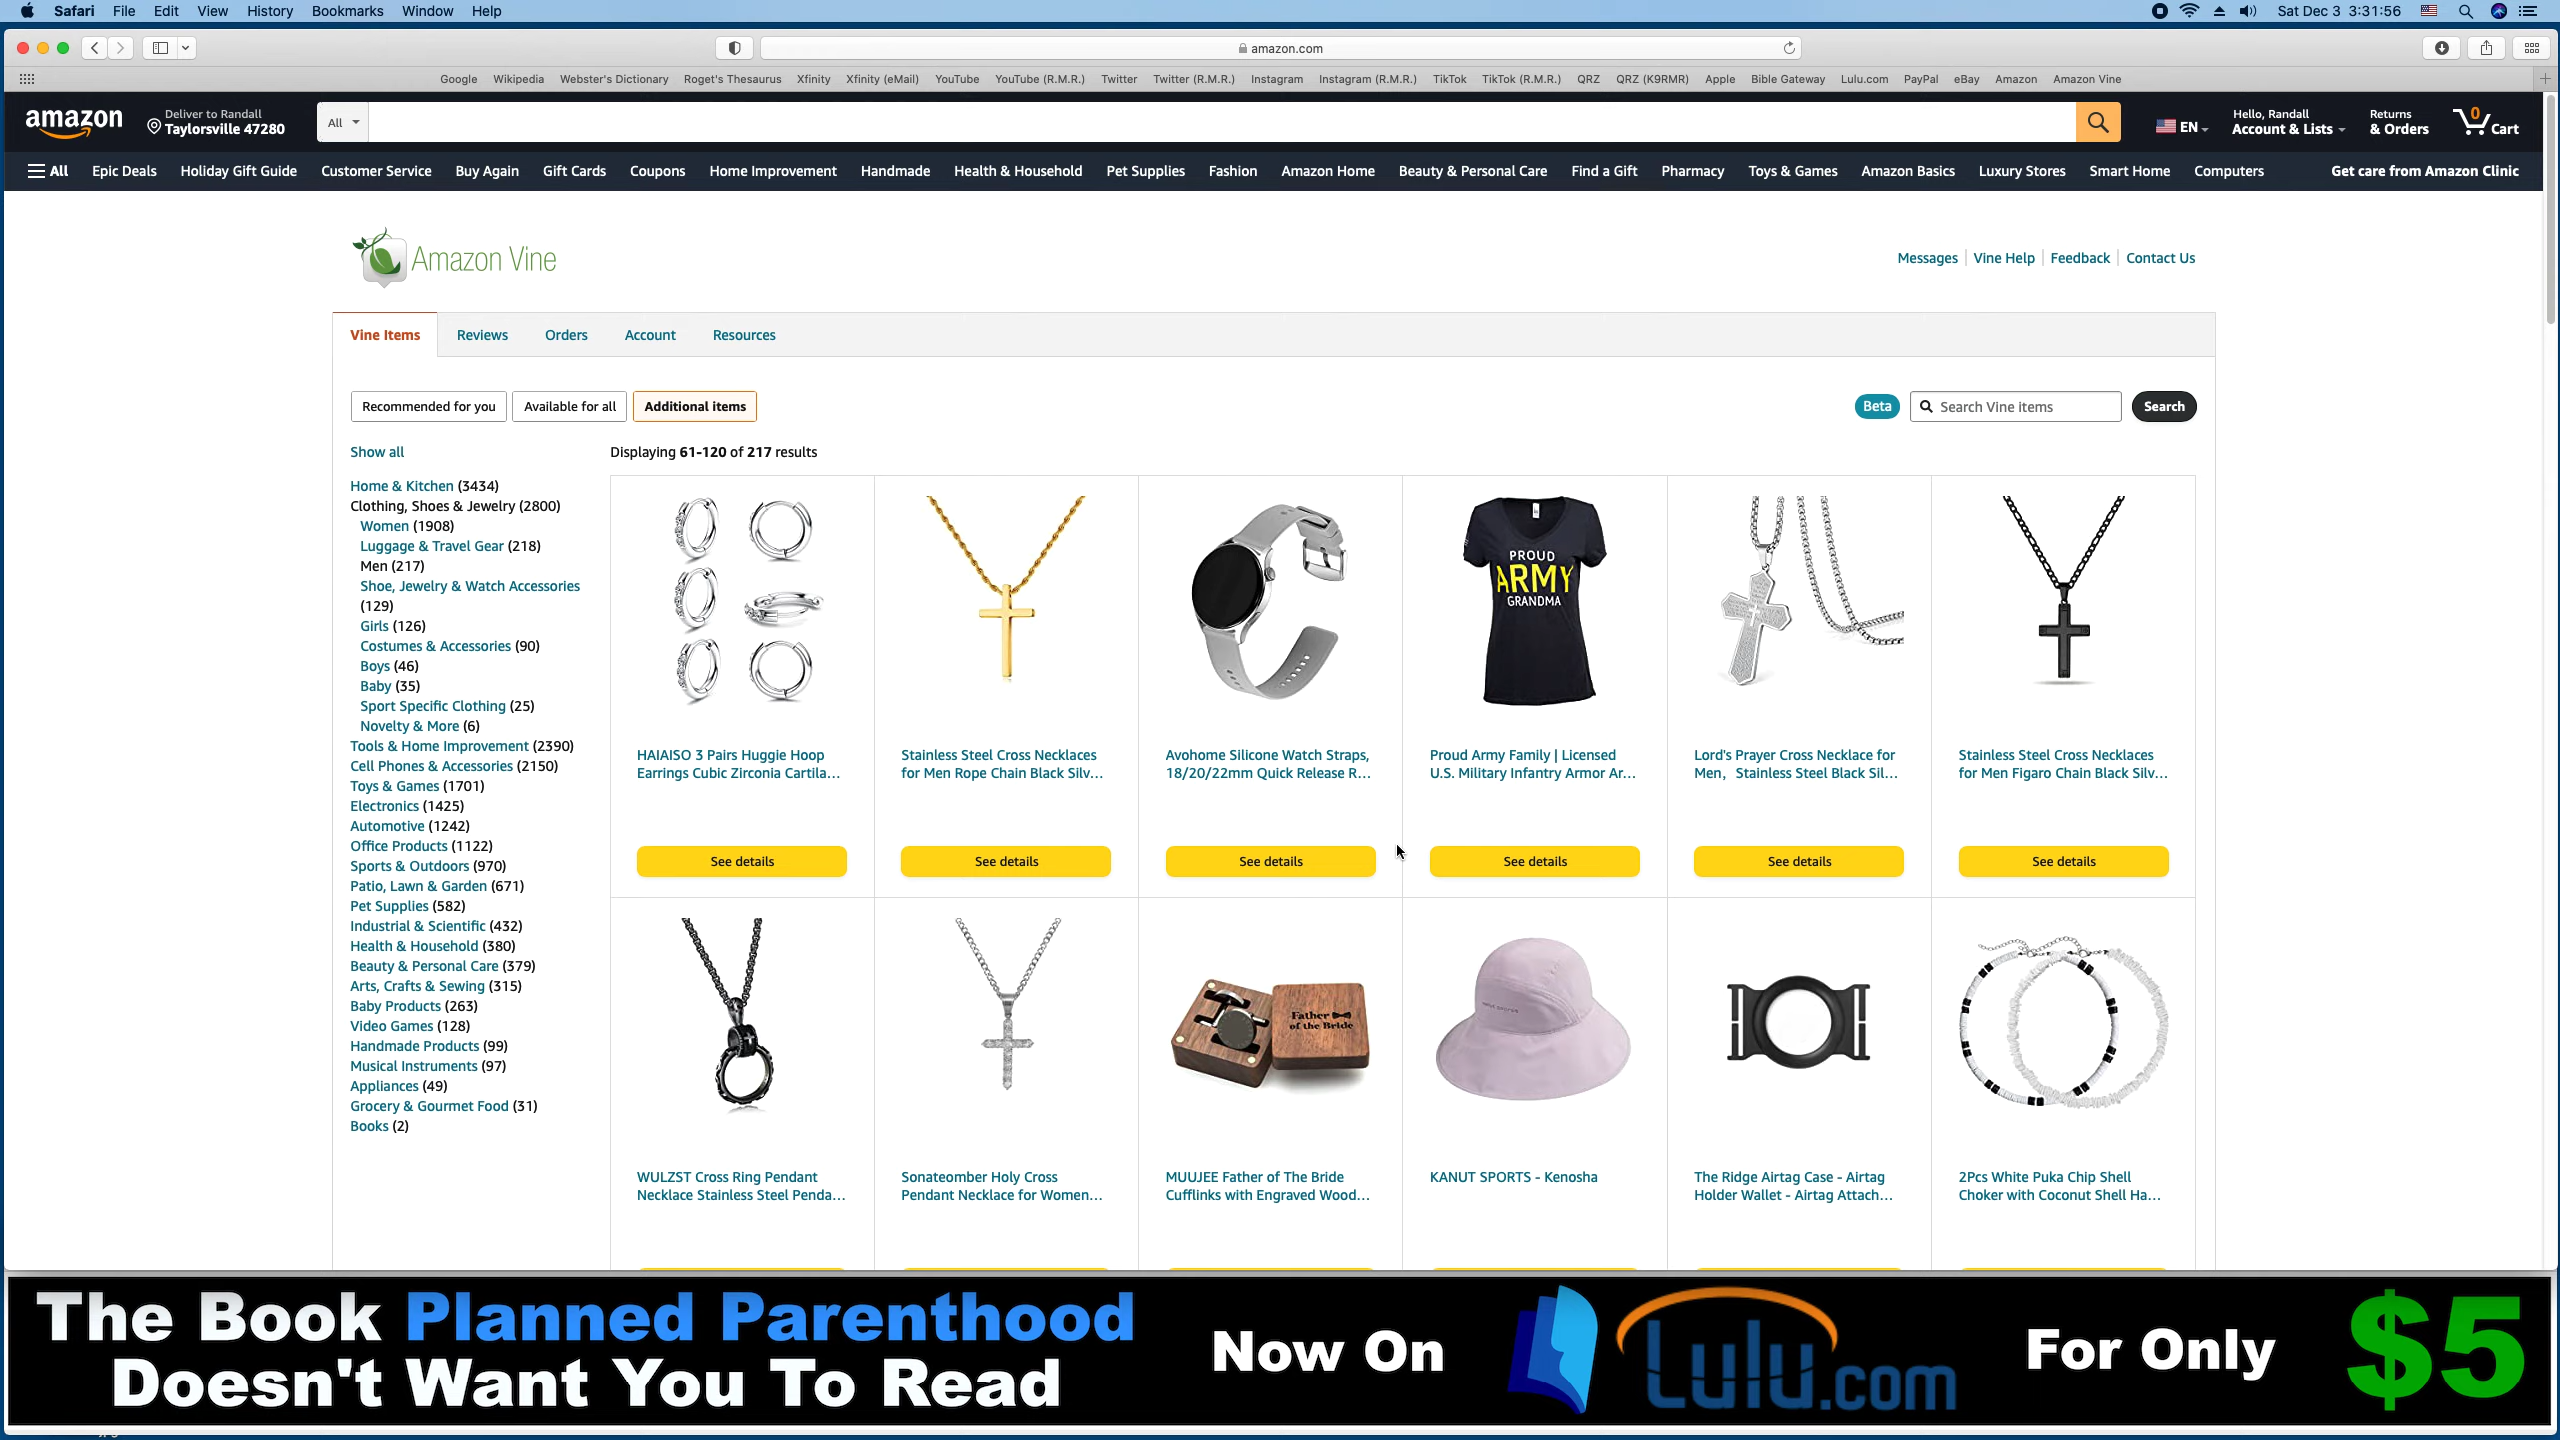 Safari File Edit View History Bookmarks Window Help Sat Dec 3 3:31:56
amazon.com
Google Wikipedia Webster's Dictionary Roget's Thesaurus Xfinity Xfinity (eMail) YouTube YouTube (R.M.R.) Twitter Twitter (R.M.R.) Instagram Instagram (R.M.R.) TikTok TikTok (R.M.R.) QRZ QRZ (K9RMR) Apple Bible Gateway Lulu.com PayPal eBay Amazon Amazon Vine
amazon
Deliver to Randall
Taylorsville 47280
All
EN
Hello, Randall
Account & Lists
Returns
& Orders
0
Cart
All Epic Deals Holiday Gift Guide Customer Service Buy Again Gift Cards Coupons Home Improvement Handmade Health & Household Pet Supplies Fashion Amazon Home Beauty & Personal Care Find a Gift Pharmacy Toys & Games Amazon Basics Luxury Stores Smart Home Computers Get care from Amazon Clinic
Amazon Vine
Messages Vine Help Feedback Contact Us
Vine Items Reviews Orders Account Resources
Recommended for you Available for all Additional items
Beta Search Vine items Search
Show all
Displaying 61-120 of 217 results
Home & Kitchen (3434)
Clothing, Shoes & Jewelry (2800)
Women (1908)
Luggage & Travel Gear (218)
Men (217)
Shoe, Jewelry & Watch Accessories
(129)
Girls (126)
Costumes & Accessories (90)
Boys (46)
Baby (35)
Sport Specific Clothing (25)
Novelty & More (6)
Tools & Home Improvement (2390)
Cell Phones & Accessories (2150)
Toys & Games (1701)
Electronics (1425)
Automotive (1242)
Office Products (1122)
Sports & Outdoors (970)
Patio, Lawn & Garden (671)
Pet Supplies (582)
Industrial & Scientific (432)
Health & Household (380)
Beauty & Personal Care (379)
Arts, Crafts & Sewing (315)
Baby Products (263)
Video Games (128)
Handmade Products (99)
Musical Instruments (97)
Appliances (49)
Grocery & Gourmet Food (31)
Books (2)
PROUD
ARMY
GRANDMA
HAIAISO 3 Pairs Huggie Hoop
Earrings Cubic Zirconia Cartila...
See details
Stainless Steel Cross Necklaces
for Men Rope Chain Black Silv...
See details
Avohome Silicone Watch Straps,
18/20/22mm Quick Release R...
See details
Proud Army Family | Licensed
U.S. Military Infantry Armor Ar...
See details
Lord's Prayer Cross Necklace for
Men, Stainless Steel Black Sil...
See details
Stainless Steel Cross Necklaces
for Men Figaro Chain Black Silv...
See details
Father
of the Bride
WULZST Cross Ring Pendant
Necklace Stainless Steel Penda...
Sonateomber Holy Cross
Pendant Necklace for Women...
MUUJEE Father of The Bride
Cufflinks with Engraved Wood...
KANUT SPORTS - Kenosha
The Ridge Airtag Case - Airtag
Holder Wallet - Airtag Attach...
2Pcs White Puka Chip Shell
Choker with Coconut Shell Ha...
The Book Planned Parenthood
Doesn't Want You To Read
Now On
Lulu.com
For Only
$5